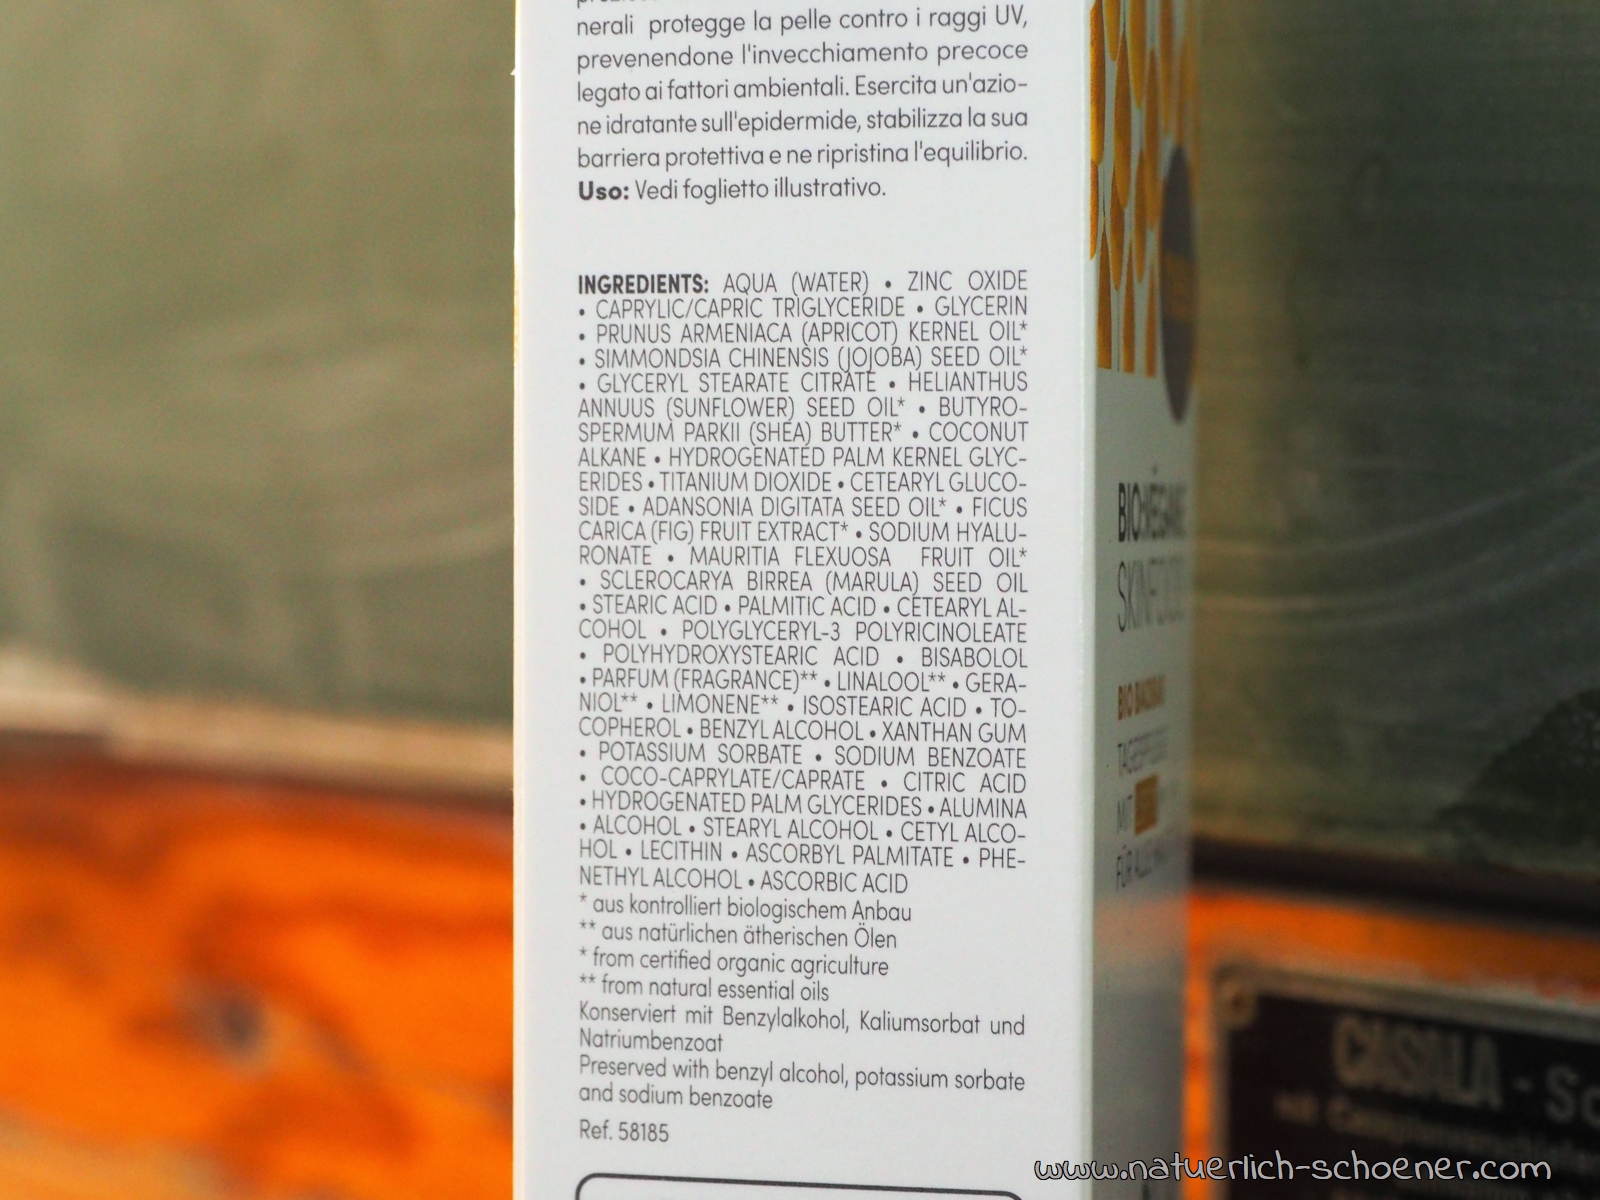 nerali protegge la pelle contro i raggi UV,
prevenendone l'invecchiamento precoce
legato ai fattori ambientali. Esercita un'azio-
ne idratante sull'epidermide, stabilizza la sua
barriera protettiva e ne ripristina l'equilibrio.
Uso: Vedi foglietto illustrativo.
INGREDIENTS: AQUA (WATER) • ZINC OXIDE
• CAPRYLIC/CAPRIC TRIGLYCERIDE • GLYCERIN
• PRUNUS ARMENIACA (APRICOT) KERNEL OIL*
• SIMMONDSIA CHINENSIS (JOJOBA) SEED OIL*
• GLYCERYL STEARATE CITRATE • HELIANTHUS
ANNUUS (SUNFLOWER) SEED OIL* • BUTYRO-
SPERMUM PARKII (SHEA) BUTTER* • COCONUT
ALKANE • HYDROGENATED PALM KERNEL GLYC-
ERIDES • TITANIUM DIOXIDE • CETEARYL GLUCO-
SIDE • ADANSONIA DIGITATA SEED OIL* • FICUS
CARICA (FIG) FRUIT EXTRACT* • SODIUM HYALU-
RONATE • MAURITIA FLEXUOSA FRUIT OIL*
• SCLEROCARYA BIRREA (MARULA) SEED OIL
• STEARIC ACID • PALMITIC ACID • CETEARYL AL-
COHOL • POLYGLYCERYL-3 POLYRICINOLEATE
• POLYHYDROXYSTEARIC ACID • BISABOLOL
• PARFUM (FRAGRANCE)** • LINALOOL** • GERA-
NIOL** • LIMONENE** • ISOSTEARIC ACID • TO-
COPHEROL • BENZYL ALCOHOL • XANTHAN GUM
• POTASSIUM SORBATE • SODIUM BENZOATE
• COCO-CAPRYLATE/CAPRATE • CITRIC ACID
• HYDROGENATED PALM GLYCERIDES • ALUMINA
• ALCOHOL • STEARYL ALCOHOL • CETYL ALCO-
HOL • LECITHIN • ASCORBYL PALMITATE • PHE-
NETHYL ALCOHOL • ASCORBIC ACID
* aus kontrolliert biologischem Anbau
** aus natürlichen ätherischen Ölen
* from certified organic agriculture
** from natural essential oils
Konserviert mit Benzylalkohol, Kaliumsorbat und
Natriumbenzoat
Preserved with benzyl alcohol, potassium sorbate
and sodium benzoate
Ref. 58185
BIO:VÉGANE
SKINFOOD
MIT
FÜR
CASALA - Sc
www.natuerlich-schoener.com